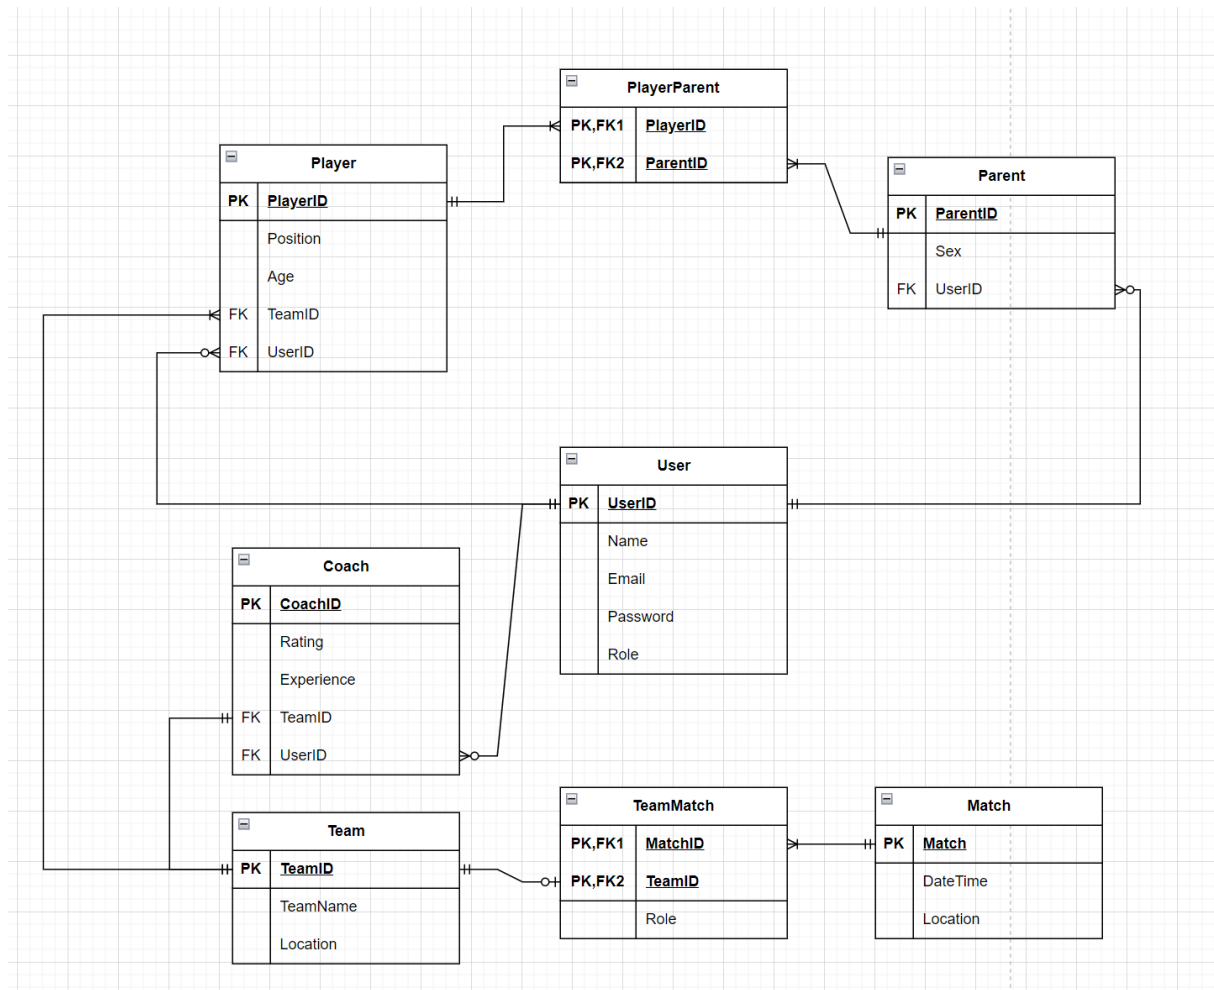 PlayerParent
PK,FK1 PlayerID
PK,FK2 ParentID
Player
PK PlayerID
Position
Age
FK TeamID
FK UserID
Parent
PK ParentID
Sex
FK UserID
User
PK UserID
Name
Email
Password
Role
Coach
PK CoachID
Rating
Experience
FK TeamID
FK UserID
Team
PK TeamID
TeamName
Location
TeamMatch
PK,FK1 MatchID
PK,FK2 TeamID
Role
Match
PK Match
DateTime
Location